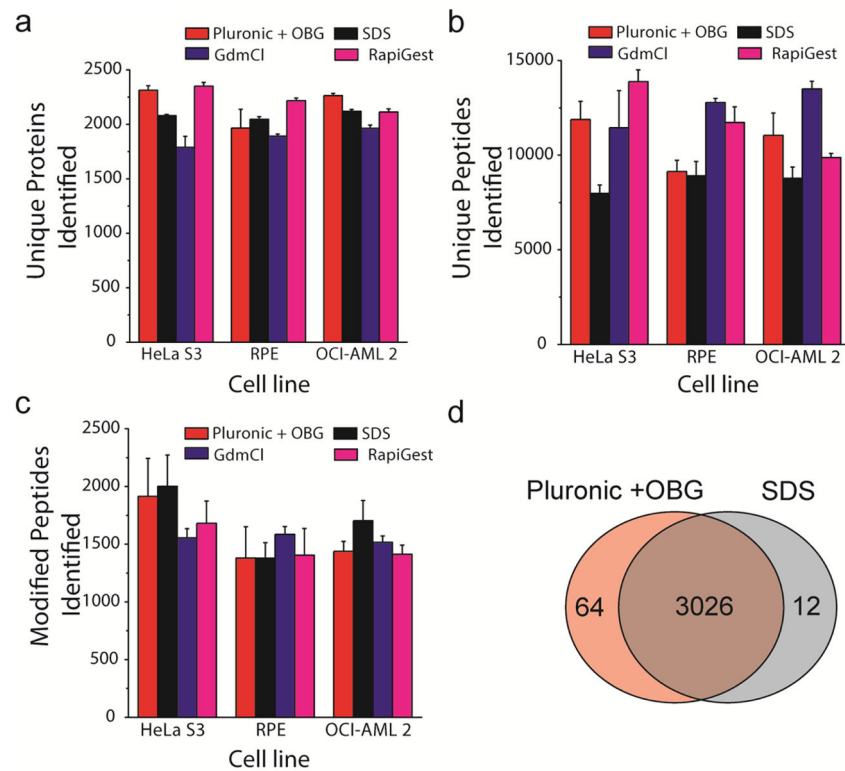 a
Pluronic + OBG
SDS
GdmCl
RapiGest
Unique Proteins
Identified
2500
2000
1500
1000
500
0
HeLa S3
RPE
OCI-AML 2
Cell line
b
Pluronic + OBG
SDS
GdmCl
RapiGest
Unique Peptides
Identified
15000
10000
5000
0
HeLa S3
RPE
OCI-AML 2
Cell line
c
Pluronic + OBG
SDS
GdmCl
RapiGest
Modified Peptides
Identified
2500
2000
1500
1000
500
0
HeLa S3
RPE
OCI-AML 2
Cell line
d
Pluronic +OBG
SDS
64
3026
12